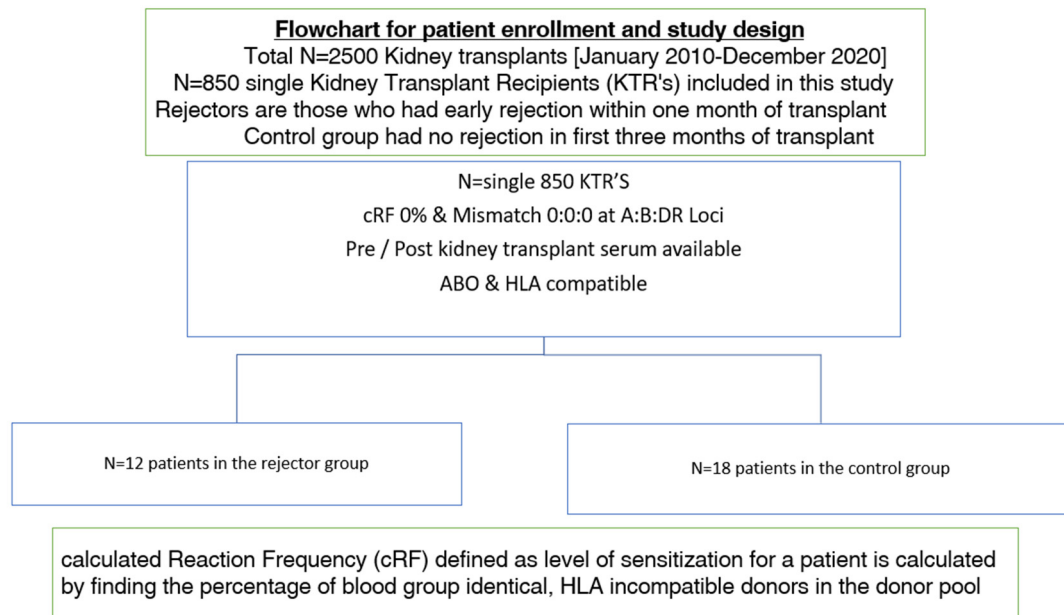 Flowchart for patient enrollment and study design
Total N=2500 Kidney transplants [January 2010-December 2020]
N=850 single Kidney Transplant Recipients (KTR's) included in this study
Rejectors are those who had early rejection within one month of transplant
Control group had no rejection in first three months of transplant
N=single 850 KTR’S
cRF 0% & Mismatch 0:0:0 at A:B:DR Loci
Pre / Post kidney transplant serum available
ABO & HLA compatible
N=12 patients in the rejector group
N=18 patients in the control group
calculated Reaction Frequency (cRF) defined as level of sensitization for a patient is calculated
by finding the percentage of blood group identical, HLA incompatible donors in the donor pool